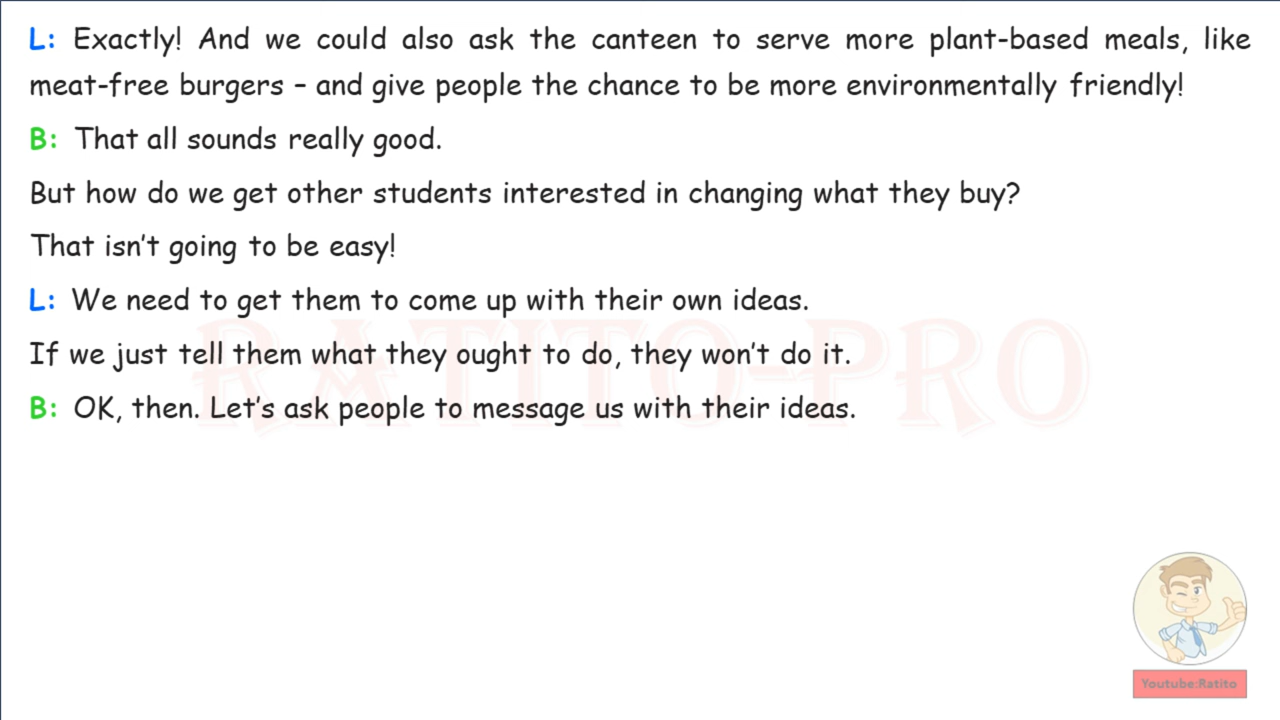 L: Exactly! And we could also ask the canteen to serve more plant-based meals, like
meat-free burgers – and give people the chance to be more environmentally friendly!
B: That all sounds really good.
But how do we get other students interested in changing what they buy?
That isn't going to be easy!
L: We need to get them to come up with their own ideas.
If we just tell them what they ought to do, they won't do it.
RATITO-PRO
B: OK, then. Let's ask people to message us with their ideas.
Youtube:Ratito